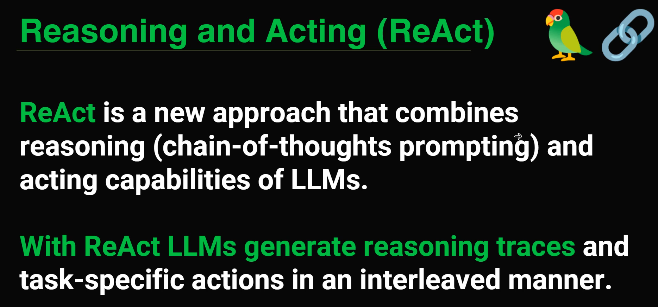 Reasoning and Acting (ReAct)
ReAct is a new approach that combines
reasoning (chain-of-thoughts prompting) and
acting capabilities of LLMs.
With ReAct LLMs generate reasoning traces and
task-specific actions in an interleaved manner.